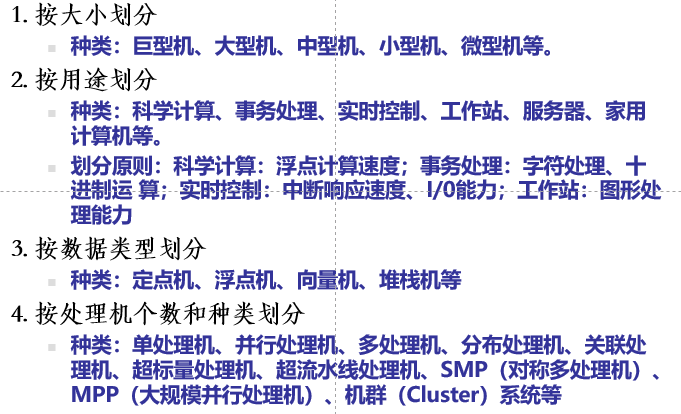 1. 按大小划分
种类：巨型机、大型机、中型机、小型机、微型机等。
2. 按用途划分
种类：科学计算、事务处理、实时控制、工作站、服务器、家用
计算机等。
划分原则：科学计算：浮点计算速度；事务处理：字符处理、十
进制运 算；实时控制：中断响应速度、I/0能力；工作站：图形处
理能力
3. 按数据类型划分
种类：定点机、浮点机、向量机、堆栈机等
4. 按处理机个数和种类划分
种类：单处理机、并行处理机、多处理机、分布处理机、关联处
理机、超标量处理机、超流水线处理机、SMP（对称多处理机）、
MPP（大规模并行处理机）、机群（Cluster）系统等